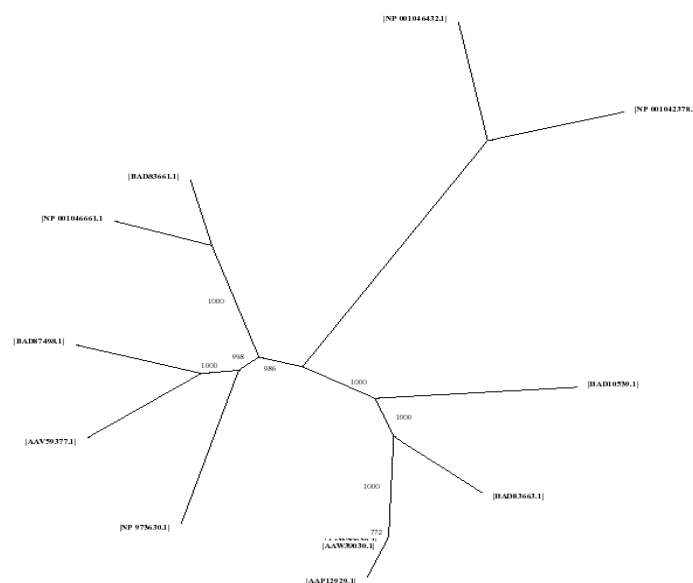 |NP 001046432.1|
|NP 001042378.
|BAD83661.1|
|NP 001046661.1
1000
|BAD87498.1|
998
1000
986
1000
|BAD10539.1|
1000
|AAV59377.1|
1000
|BAD83663.1|
|NP 973630.1|
772
|AAW39030.1|
|AAP12929.1|